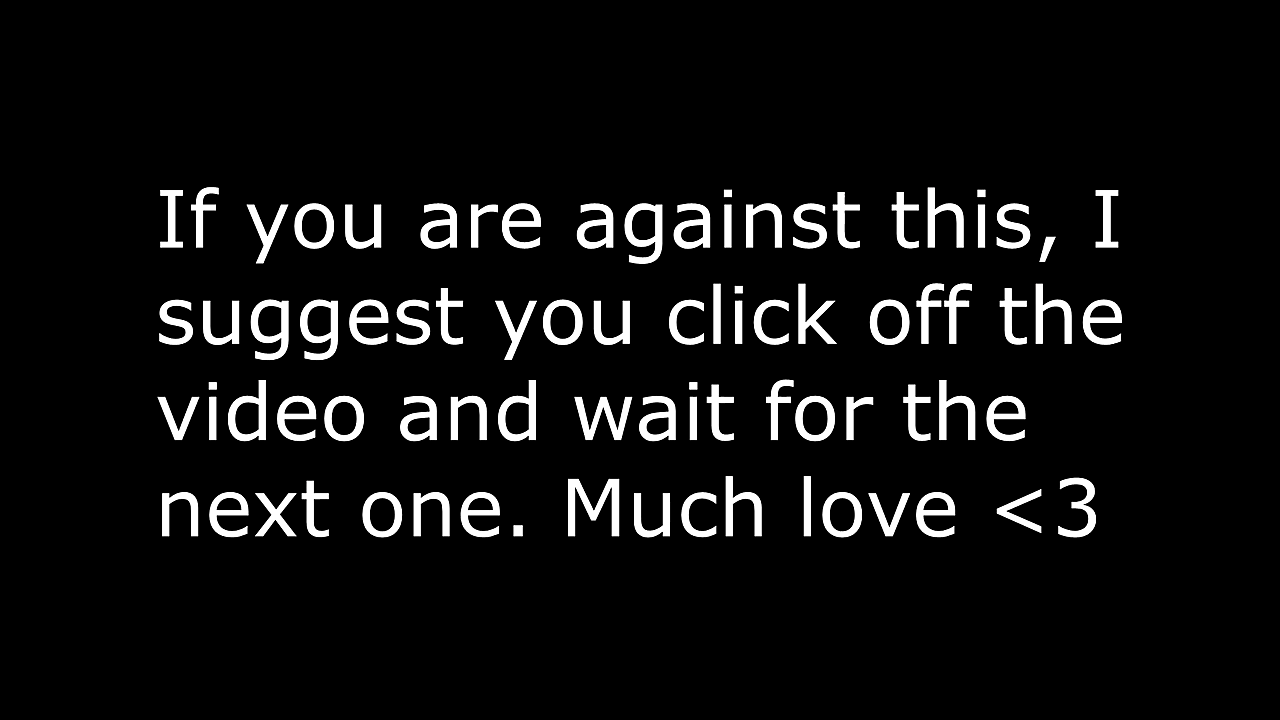 If you are against this, I
suggest you click off the
video and wait for the
next one. Much love <3